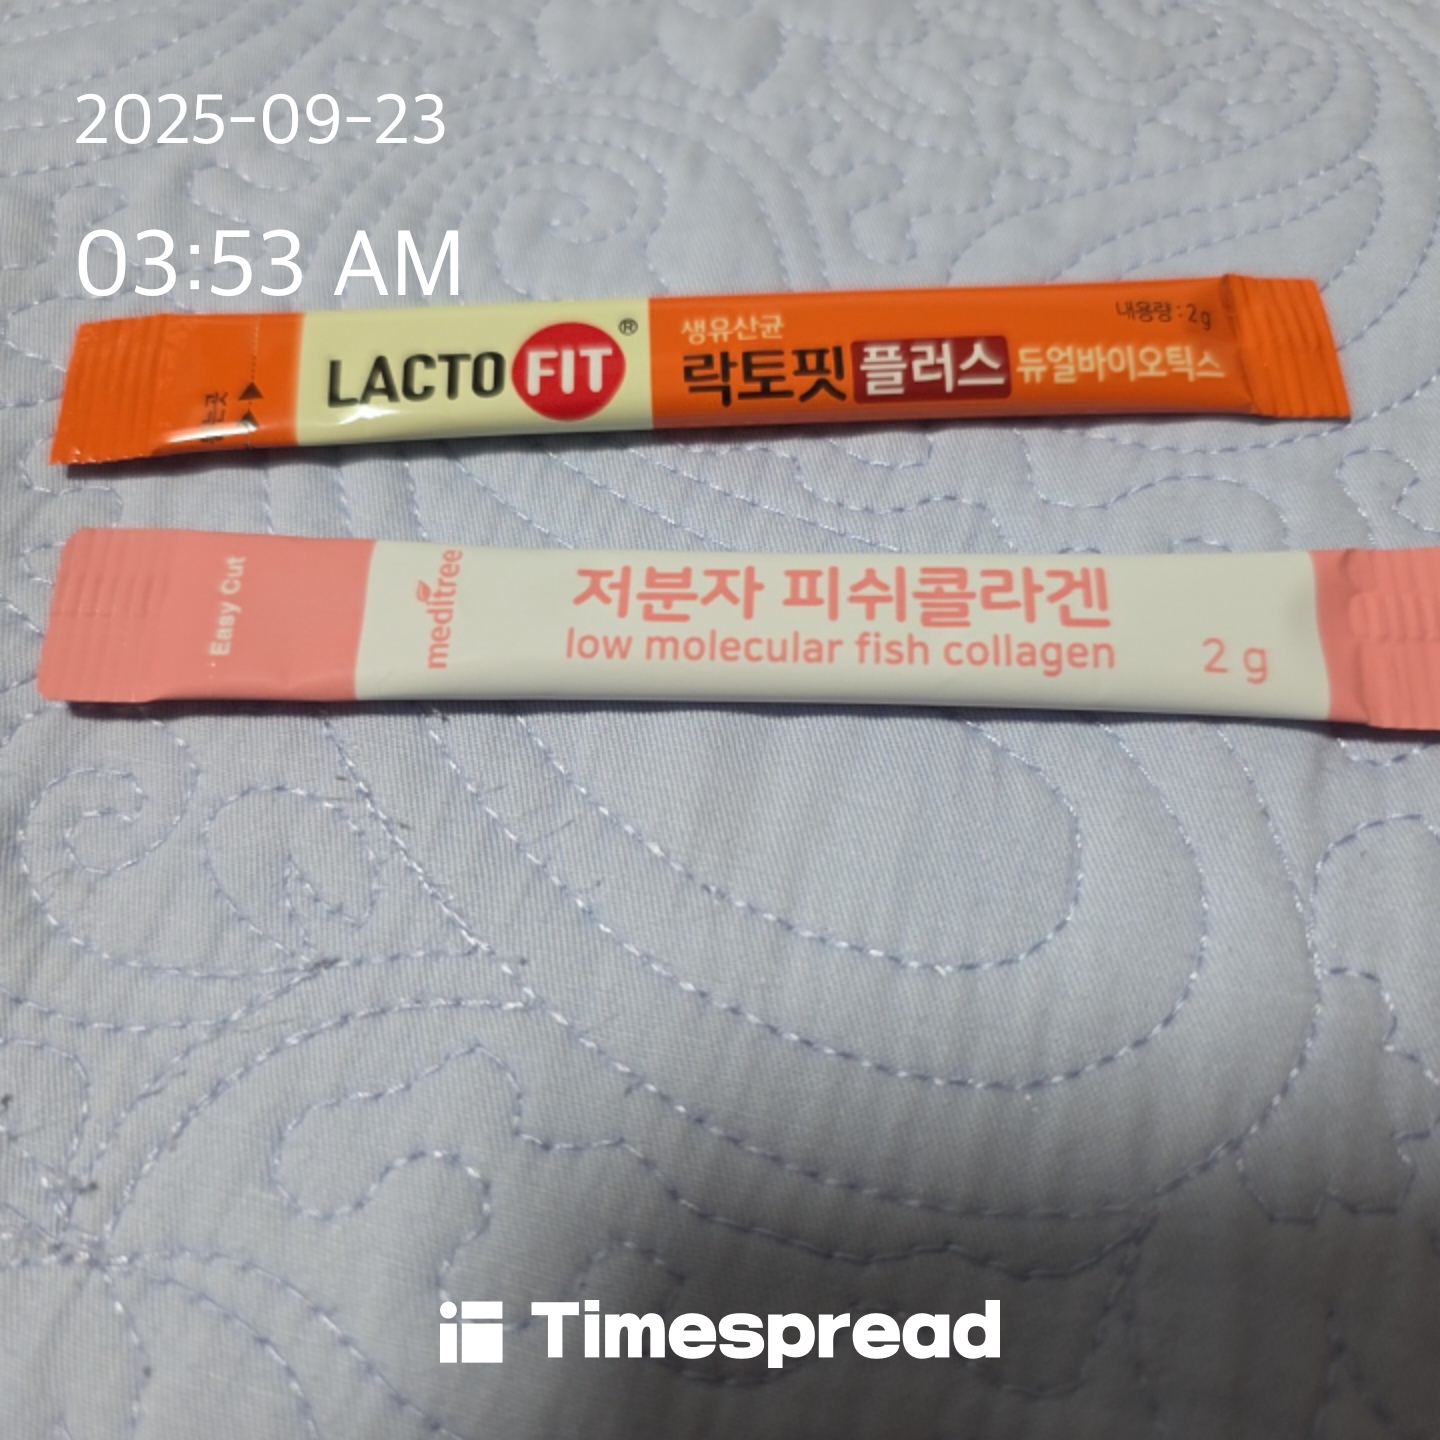 2025-09-23
03:53 AM
LACTO FIT®
생유산균
락토핏 플러스 듀얼바이오틱스
내용량 : 2g
Easy Cut
meditree
저분자 피쉬콜라겐
low molecular fish collagen
2 g
Timespread